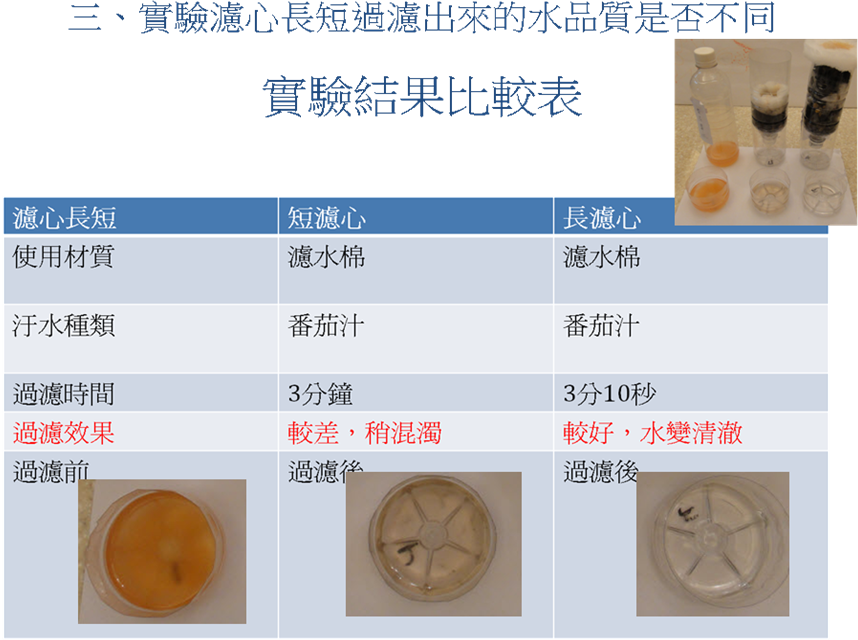 三、實驗濾心長短過濾出來的水品質是否不同
實驗結果比較表
濾心長短 短濾心 長濾心
使用材質 濾水棉 濾水棉
汙水種類 番茄汁 番茄汁
過濾時間 3分鐘 3分10秒
過濾效果 較差，稍混濁 較好，水變清澈
過濾前 過濾後 過濾後